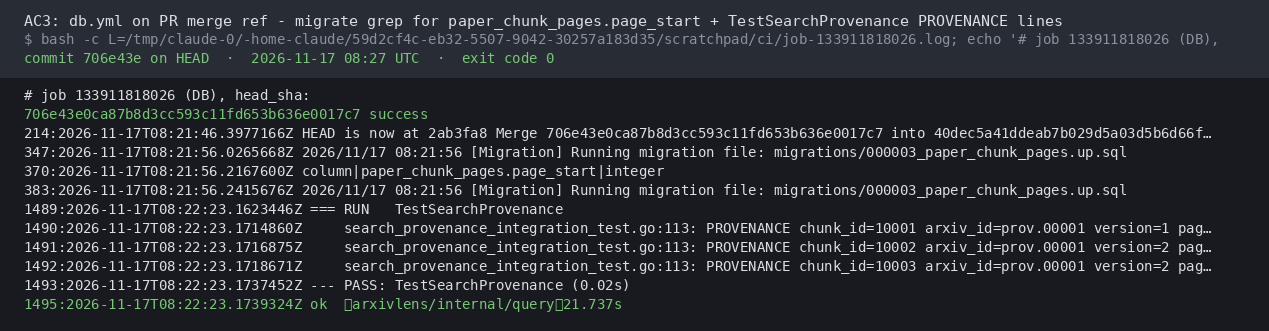 AC3: db.yml on PR merge ref - migrate grep for paper_chunk_pages.page_start + TestSearchProvenance PROVENANCE lines
$ bash -c L=/tmp/claude-0/-home-claude/59d2cf4c-eb32-5507-9042-30257a183d35/scratchpad/ci/job-133911818026.log; echo '# job 133911818026 (DB),
commit 706e43e on HEAD · 2026-11-17 08:27 UTC · exit code 0
# job 133911818026 (DB), head_sha:
706e43e0ca87b8d3cc593c11fd653b636e0017c7 success
214:2026-11-17T08:21:46.3977166Z HEAD is now at 2ab3fa8 Merge 706e43e0ca87b8d3cc593c11fd653b636e0017c7 into 40dec5a41ddeab7b029d5a03d5b6d66f…
347:2026-11-17T08:21:56.0265668Z 2026/11/17 08:21:56 [Migration] Running migration file: migrations/000003_paper_chunk_pages.up.sql
370:2026-11-17T08:21:56.2167600Z column|paper_chunk_pages.page_start|integer
383:2026-11-17T08:21:56.2415676Z 2026/11/17 08:21:56 [Migration] Running migration file: migrations/000003_paper_chunk_pages.up.sql
1489:2026-11-17T08:22:23.1623446Z === RUN   TestSearchProvenance
1490:2026-11-17T08:22:23.1714860Z     search_provenance_integration_test.go:113: PROVENANCE chunk_id=10001 arxiv_id=prov.00001 version=1 pag…
1491:2026-11-17T08:22:23.1716875Z     search_provenance_integration_test.go:113: PROVENANCE chunk_id=10002 arxiv_id=prov.00001 version=2 pag…
1492:2026-11-17T08:22:23.1718671Z     search_provenance_integration_test.go:113: PROVENANCE chunk_id=10003 arxiv_id=prov.00001 version=2 pag…
1493:2026-11-17T08:22:23.1737452Z --- PASS: TestSearchProvenance (0.02s)
1495:2026-11-17T08:22:23.1739324Z ok  arxivlens/internal/query 21.737s